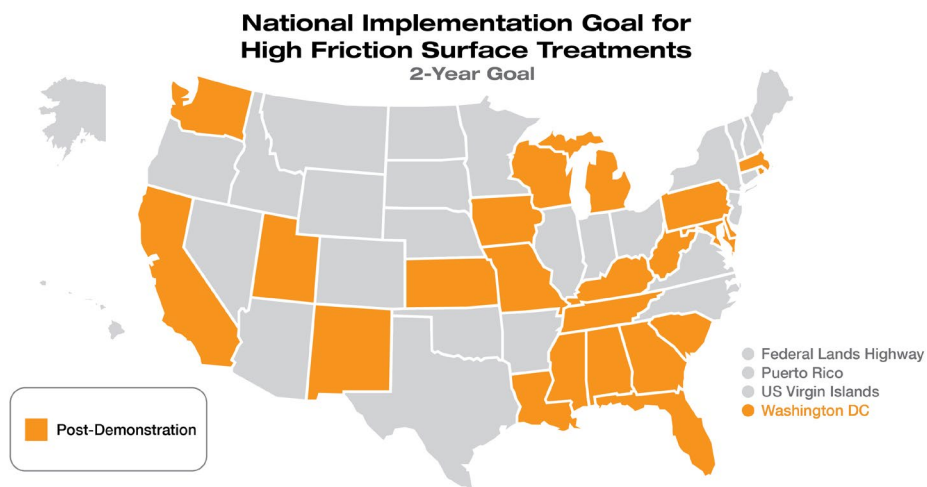 National Implementation Goal for
High Friction Surface Treatments
2-Year Goal
Federal Lands Highway
Puerto Rico
US Virgin Islands
Washington DC
Post-Demonstration